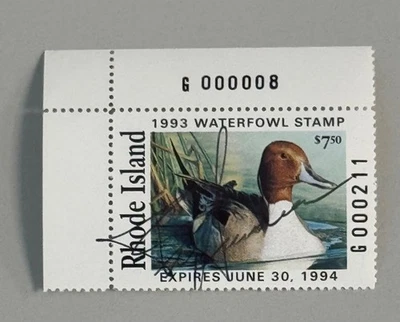 G 000008
1993 WATERFOWL STAMP
$7.50
Rhode Island
G 000211
EXPIRES JUNE 30, 1994